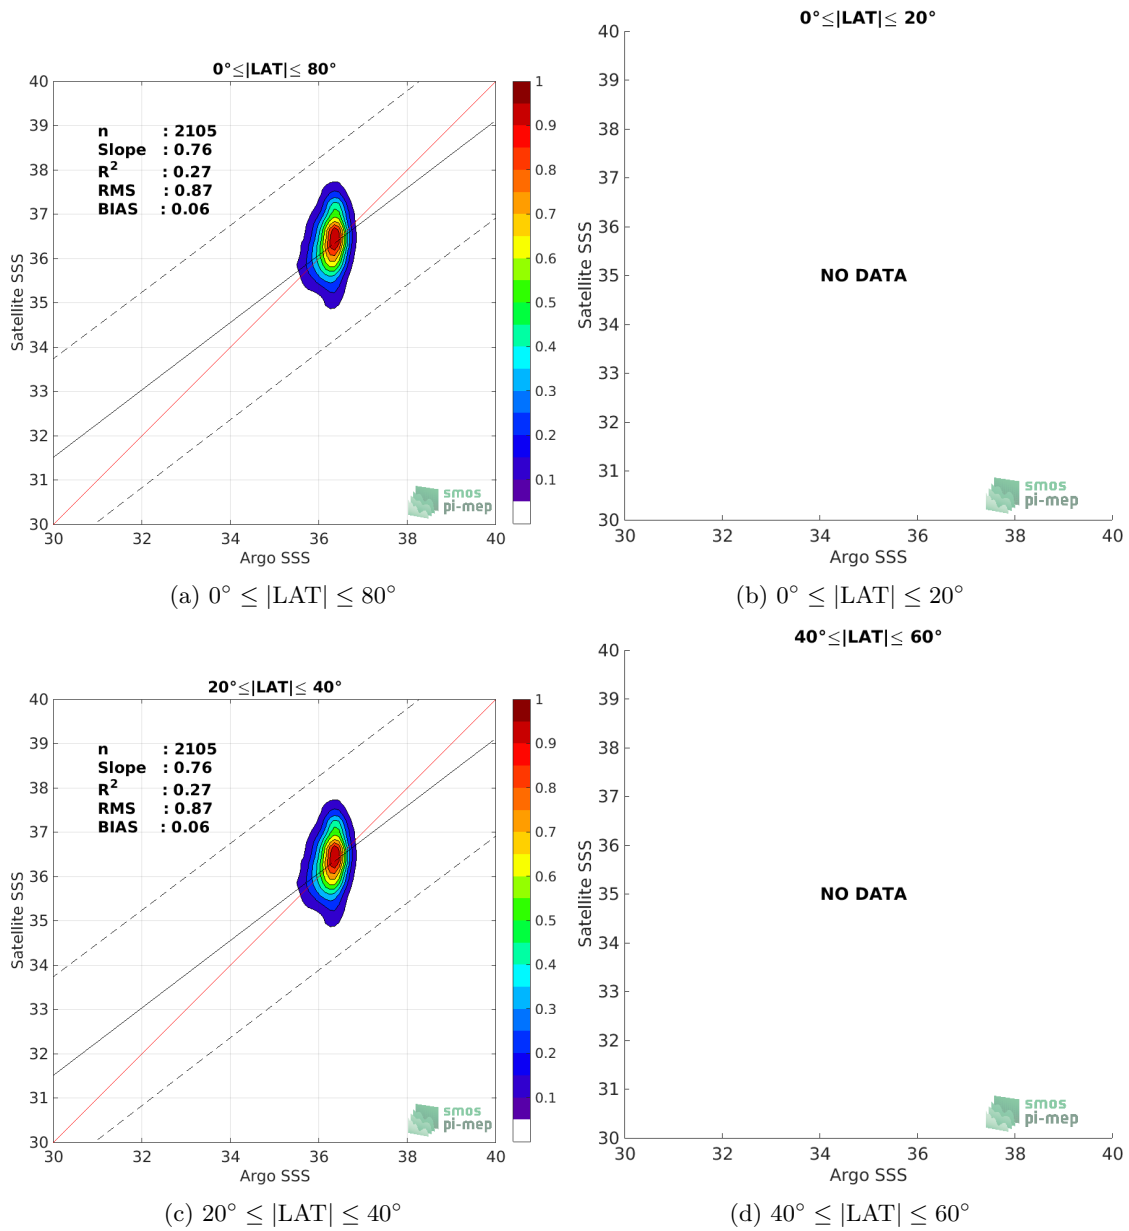 0°≤|LAT|≤ 80°
n : 2105
Slope : 0.76
R² : 0.27
RMS : 0.87
BIAS : 0.06
Satellite SSS
40
39
38
37
36
35
34
33
32
31
30
30 32 34 36 38 40
Argo SSS
1
0.9
0.8
0.7
0.6
0.5
0.4
0.3
0.2
0.1
smos
pi-mep
(a) 0° ≤ |LAT| ≤ 80°
0°≤|LAT|≤ 20°
Satellite SSS
40
39
38
37
36
35
34
33
32
31
30
NO DATA
smos
pi-mep
30 32 34 36 38 40
Argo SSS
(b) 0° ≤ |LAT| ≤ 20°
20°≤|LAT|≤ 40°
n : 2105
Slope : 0.76
R² : 0.27
RMS : 0.87
BIAS : 0.06
Satellite SSS
40
39
38
37
36
35
34
33
32
31
30
30 32 34 36 38 40
Argo SSS
1
0.9
0.8
0.7
0.6
0.5
0.4
0.3
0.2
0.1
smos
pi-mep
(c) 20° ≤ |LAT| ≤ 40°
40°≤|LAT|≤ 60°
Satellite SSS
40
39
38
37
36
35
34
33
32
31
30
NO DATA
smos
pi-mep
30 32 34 36 38 40
Argo SSS
(d) 40° ≤ |LAT| ≤ 60°